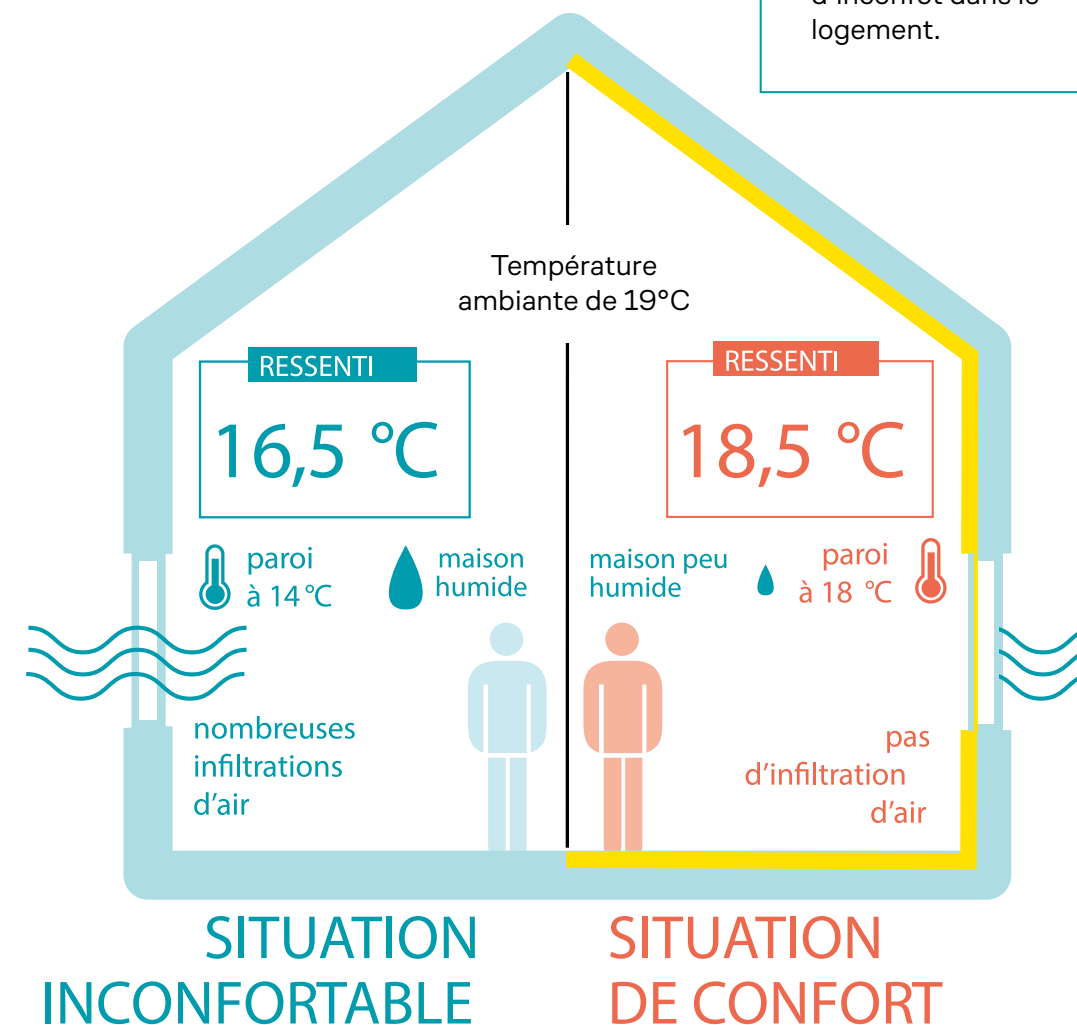 logement.
Température
ambiante de 19°C
RESSENTI
16,5 °C
paroi
à 14 °C
maison
humide
nombreuses
infiltrations
d'air
RESSENTI
18,5 °C
maison peu
humide
paroi
à 18 °C
pas
d'infiltration
d'air
SITUATION
INCONFORTABLE
SITUATION
DE CONFORT